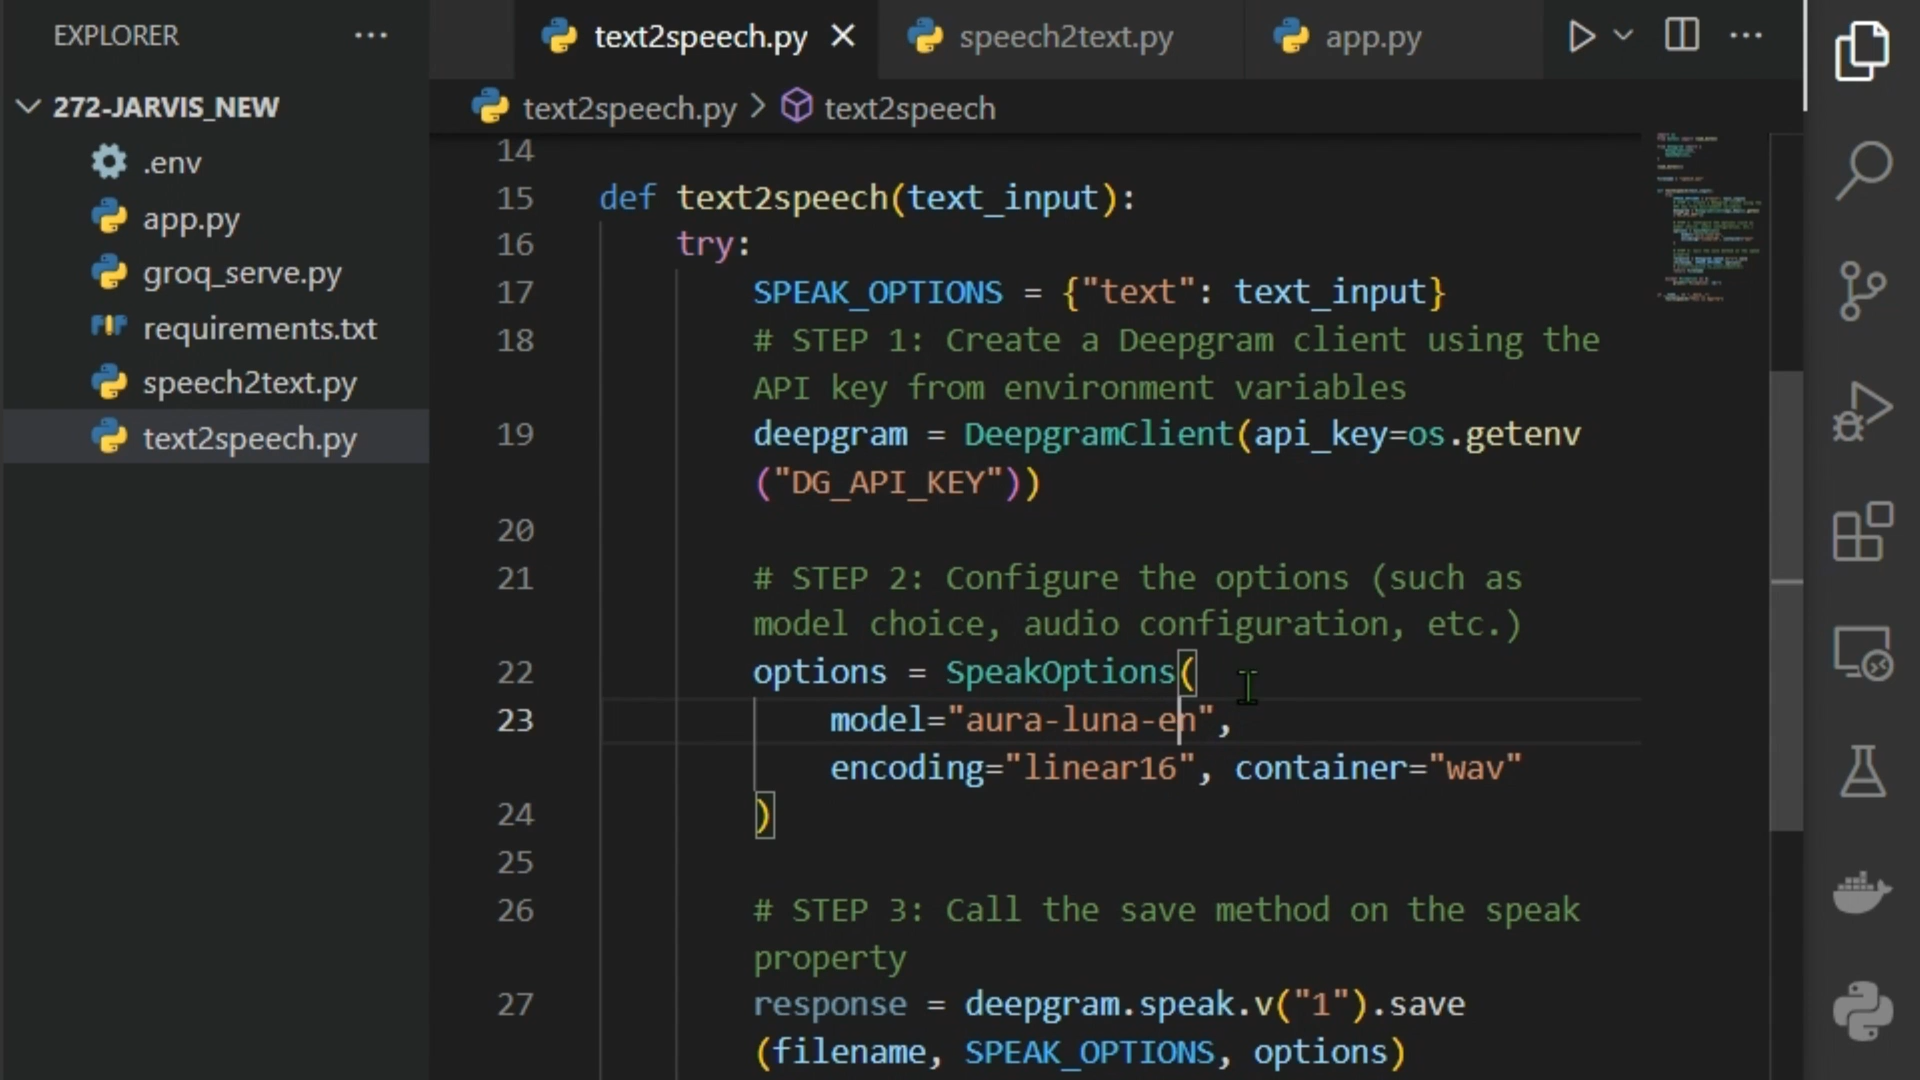 EXPLORER
272-JARVIS_NEW
.env
app.py
groq_serve.py
requirements.txt
speech2text.py
text2speech.py
text2speech.py
speech2text.py
app.py
text2speech.py > text2speech
14
15 def text2speech(text_input):
16 try:
17 SPEAK_OPTIONS = {"text": text_input}
18 # STEP 1: Create a Deepgram client using the
API key from environment variables
19 deepgram = DeepgramClient(api_key=os.getenv
("DG_API_KEY"))
20
21 # STEP 2: Configure the options (such as
model choice, audio configuration, etc.)
22 options = SpeakOptions(
23 model="aura-luna-en",
encoding="linear16", container="wav"
24 )
25
26 # STEP 3: Call the save method on the speak
property
27 response = deepgram.speak.v("1").save
(filename, SPEAK_OPTIONS, options)